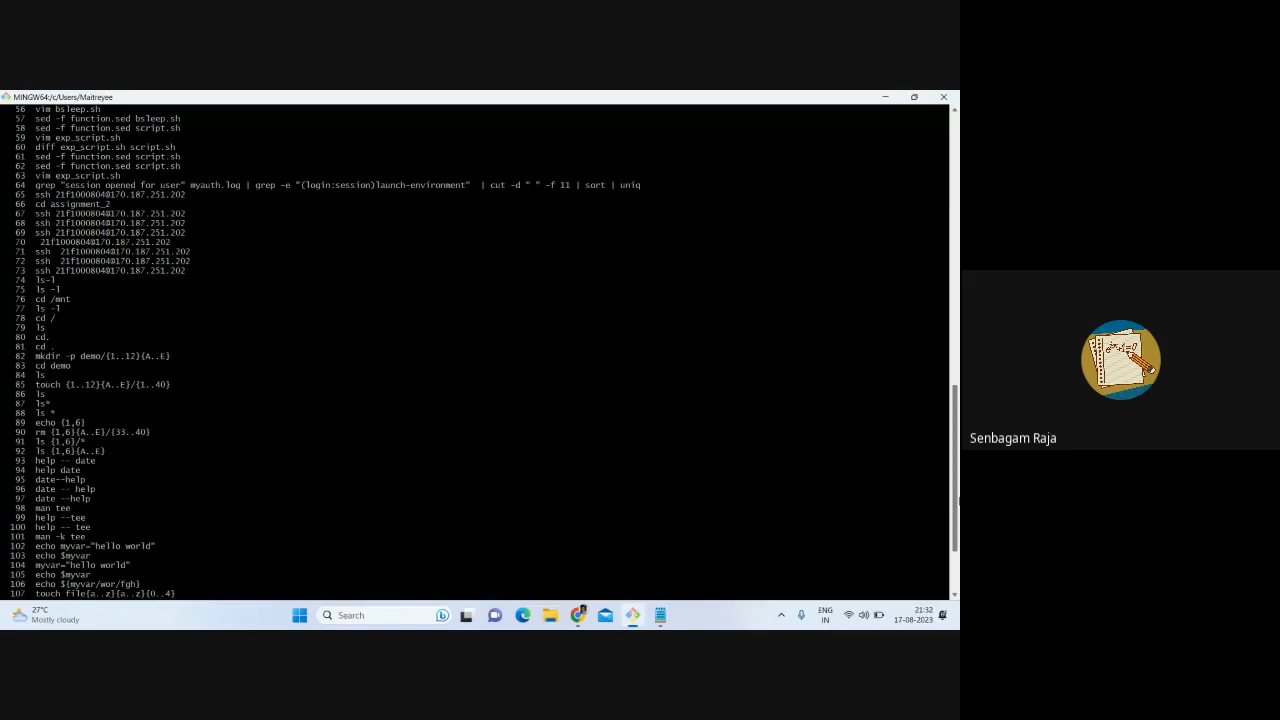 MINGW64:/c/Users/Maitreyee
56 vim bsleep.sh
57 sed -f function.sed bsleep.sh
58 sed -f function.sed script.sh
59 vim exp_script.sh
60 diff exp_script.sh script.sh
61 sed -f function.sed script.sh
62 sed -f function.sed script.sh
63 vim exp_script.sh
64 grep "session opened for user" myauth.log | grep -e "(login:session)launch-environment"  | cut -d " " -f 11 | sort | uniq
65 ssh 21f1000804@170.187.251.202
66 cd assignment_2
67 ssh 21f1000804@170.187.251.202
68 ssh 21f1000804@170.187.251.202
69 ssh 21f1000804@170.187.251.202
70  21f1000804@170.187.251.202
71 ssh  21f1000804@170.187.251.202
72 ssh  21f1000804@170.187.251.202
73 ssh 21f1000804@170.187.251.202
74 ls-l
75 ls -l
76 cd /mnt
77 ls -l
78 cd /
79 ls
80 cd.
81 cd .
82 mkdir -p demo/{1..12}{A..E}
83 cd demo
84 ls
85 touch {1..12}{A..E}/{1..40}
86 ls
87 ls*
88 ls *
89 echo {1,6}
90 rm {1,6}{A..E}/{33..40}
91 ls {1,6}/*
92 ls {1,6}{A..E}
93 help -- date
94 help date
95 date--help
96 date -- help
97 date --help
98 man tee
99 help --tee
100 help -- tee
101 man -k tee
102 echo myvar="hello world"
103 echo $myvar
104 myvar="hello world"
105 echo $myvar
106 echo ${myvar/wor/fgh}
107 touch file{a..z}{a..z}{0..4}
Senbagam Raja
27°C
Mostly cloudy
Search
ENG
IN
21:32
17-08-2023